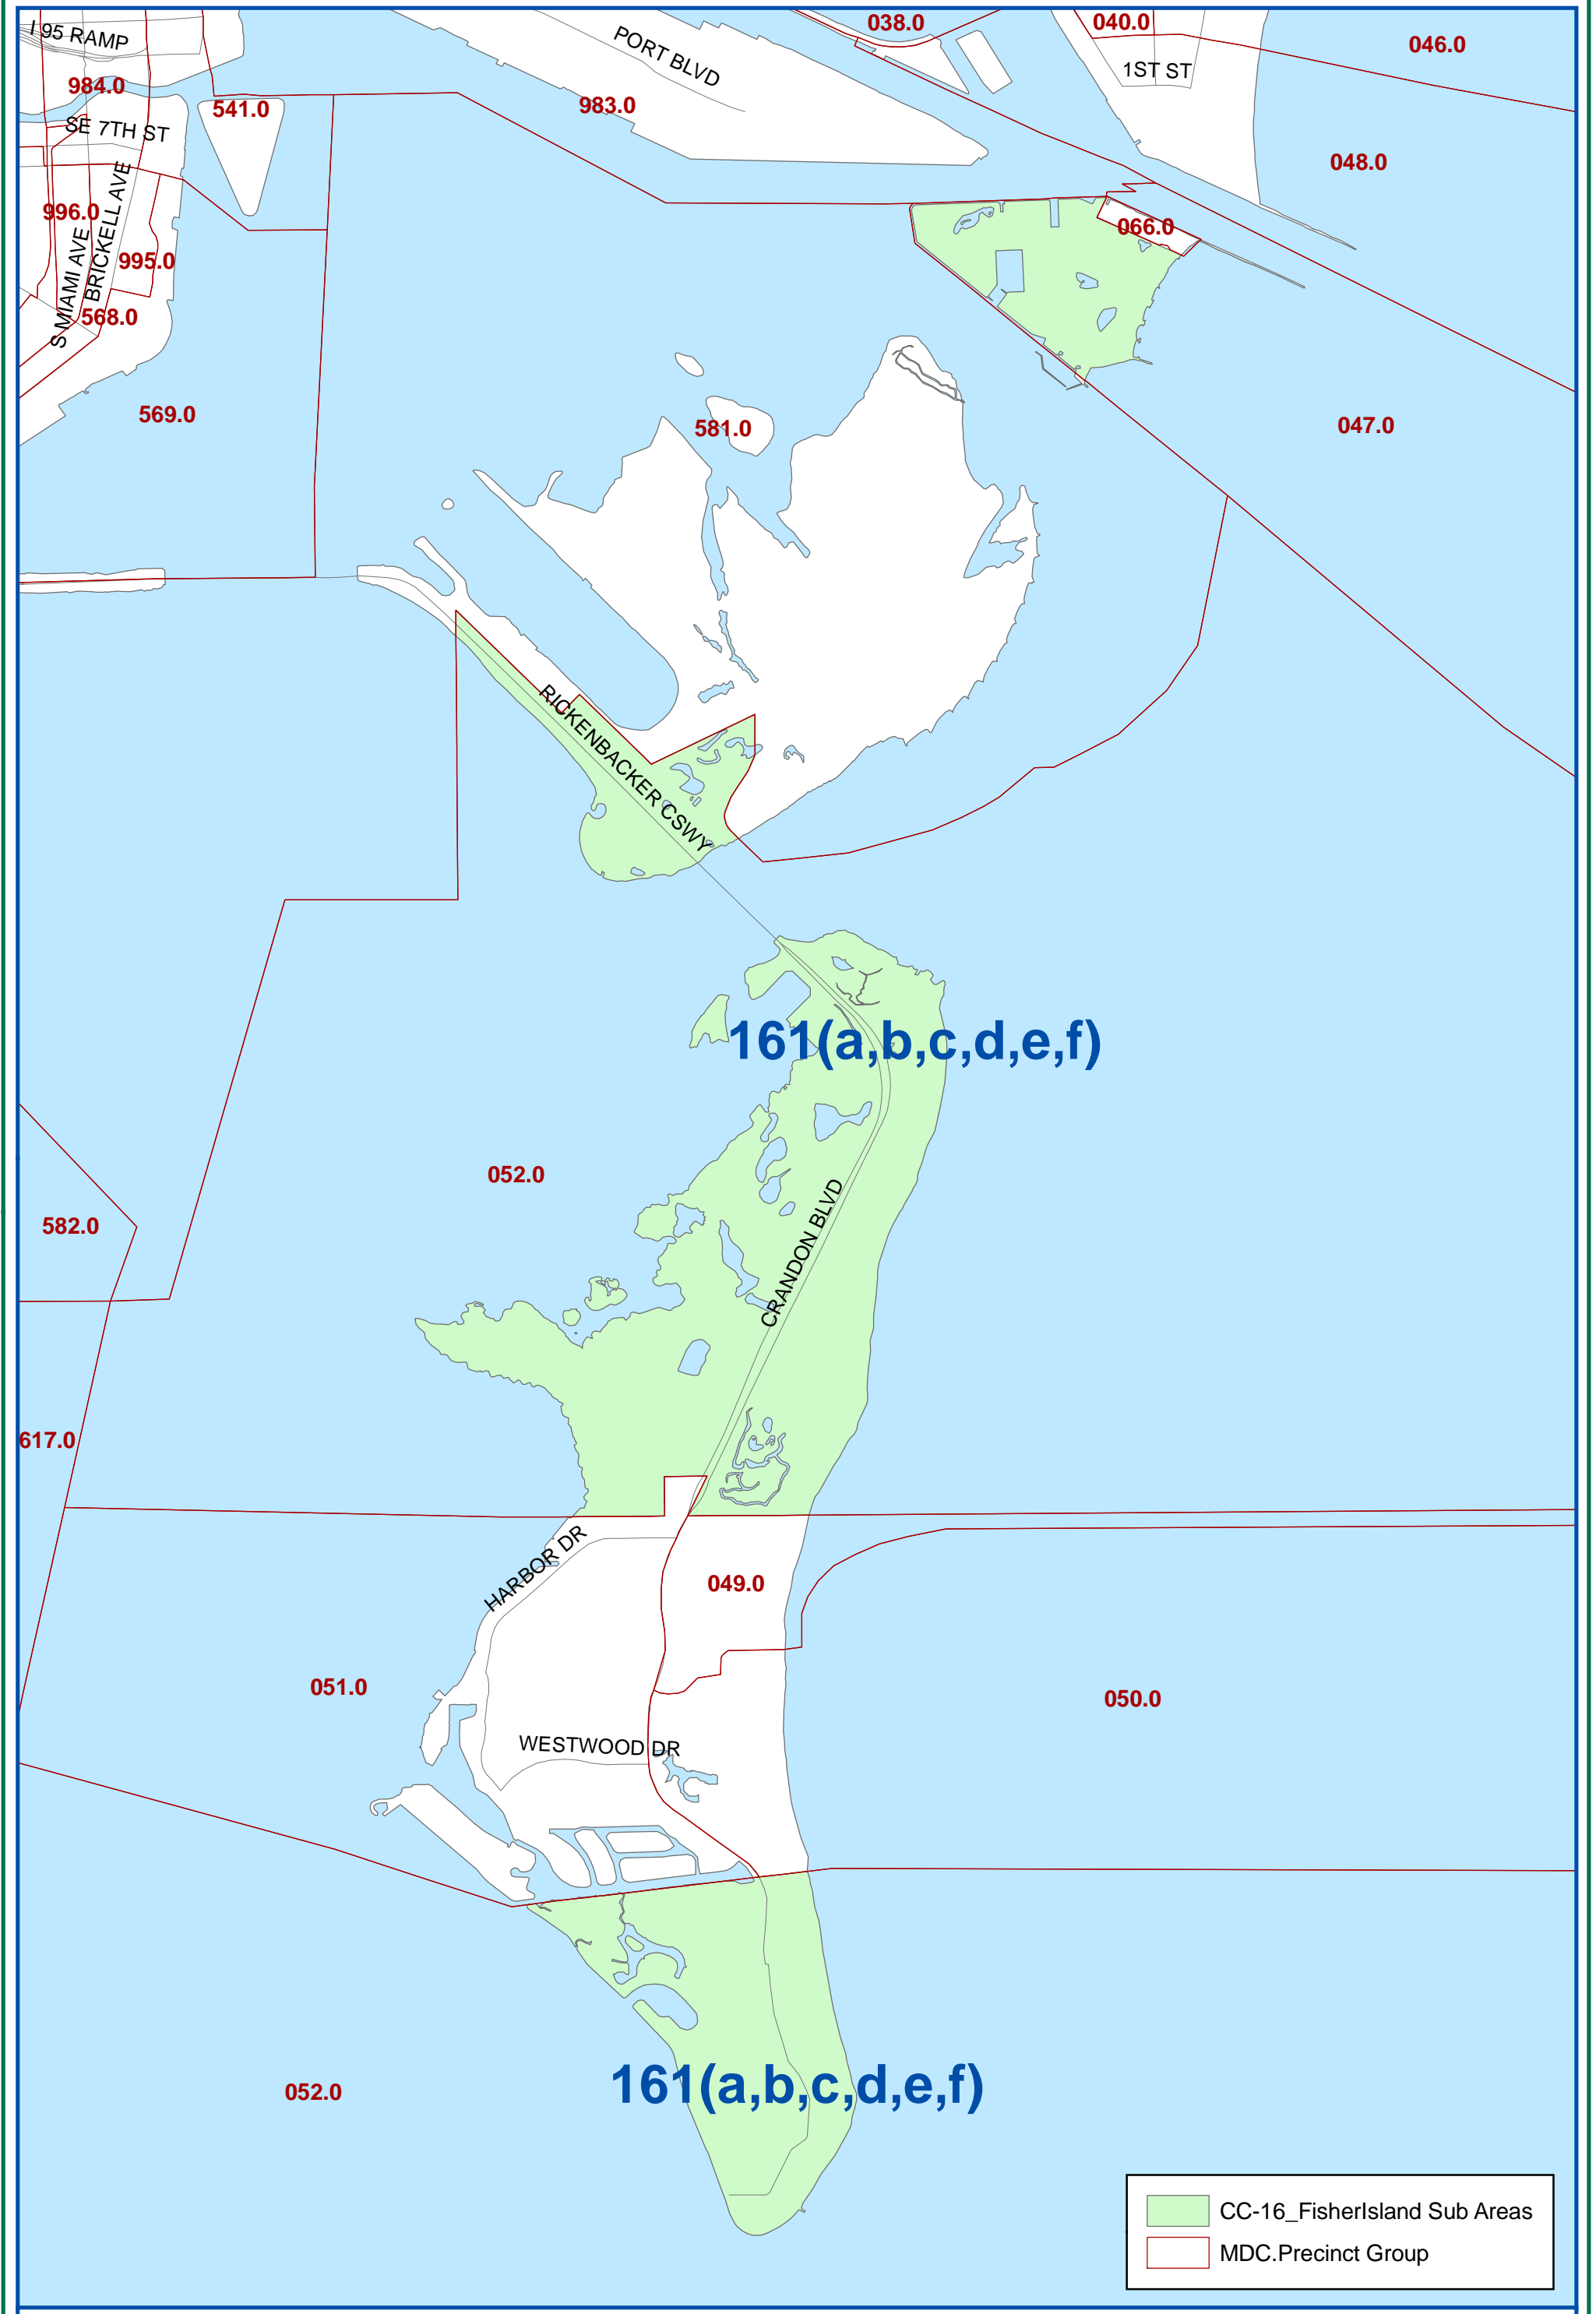 038.0
040.0
046.0
I 95 RAMP
PORT BLVD
1ST ST
984.0
541.0
983.0
SE 7TH ST
048.0
996.0
BRICKELL AVE
066.0
S MIAMI AVE
995.0
568.0
569.0
581.0
047.0
RICKENBACKER CSWY
161(a,b,c,d,e,f)
052.0
CRANDON BLVD
582.0
617.0
HARBOR DR
049.0
051.0
050.0
WESTWOOD DR
161(a,b,c,d,e,f)
052.0
CC-16_FisherIsland Sub Areas
MDC.Precinct Group